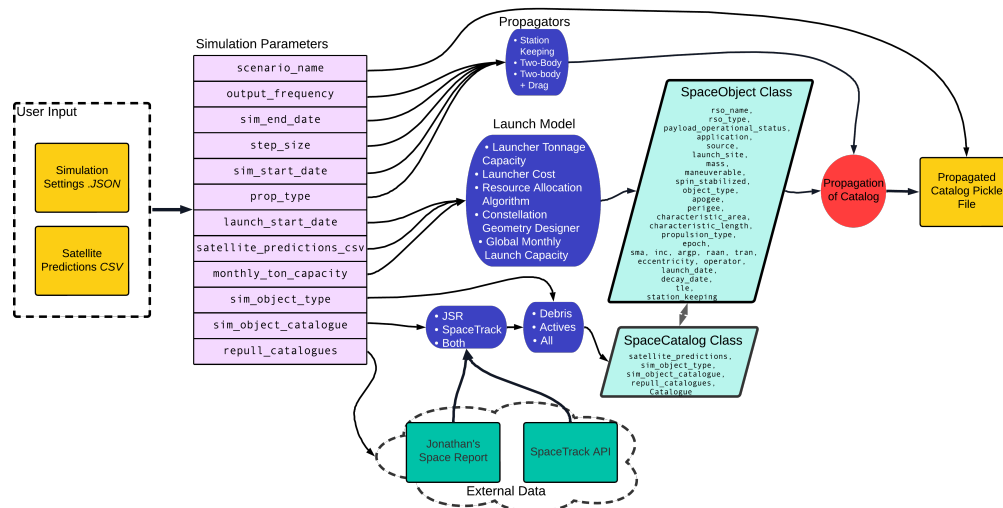 User Input
Simulation
Settings .JSON
Satellite
Predictions CSV
Simulation Parameters
scenario_name
output_frequency
sim_end_date
step_size
sim_start_date
prop_type
launch_start_date
satellite_predictions_csv
monthly_ton_capacity
sim_object_type
sim_object_catalogue
repull_catalogues
Propagators
• Station
Keeping
• Two-Body
• Two-body
+ Drag
Launch Model
• Launcher Tonnage
Capacity
• Launcher Cost
• Resource Allocation
Algorithm
• Constellation
Geometry Designer
• Global Monthly
Launch Capacity
• JSR
• SpaceTrack
• Both
• Debris
• Actives
• All
Jonathan's
Space Report
SpaceTrack API
External Data
SpaceObject Class
rso_name,
rso_type,
payload_operational_status,
application,
source,
launch_site,
mass,
maneuverable,
spin_stabilized,
object_type,
apogee,
perigee,
characteristic_area,
characteristic_length,
propulsion_type,
epoch,
sma, inc, argp, raan, tran,
eccentricity, operator,
launch_date,
decay_date,
tle,
station_keeping
SpaceCatalog Class
satellite_predictions,
sim_object_type,
sim_object_catalogue,
repull_catalogues,
Catalogue
Propagation
of Catalog
Propagated
Catalog Pickle
File